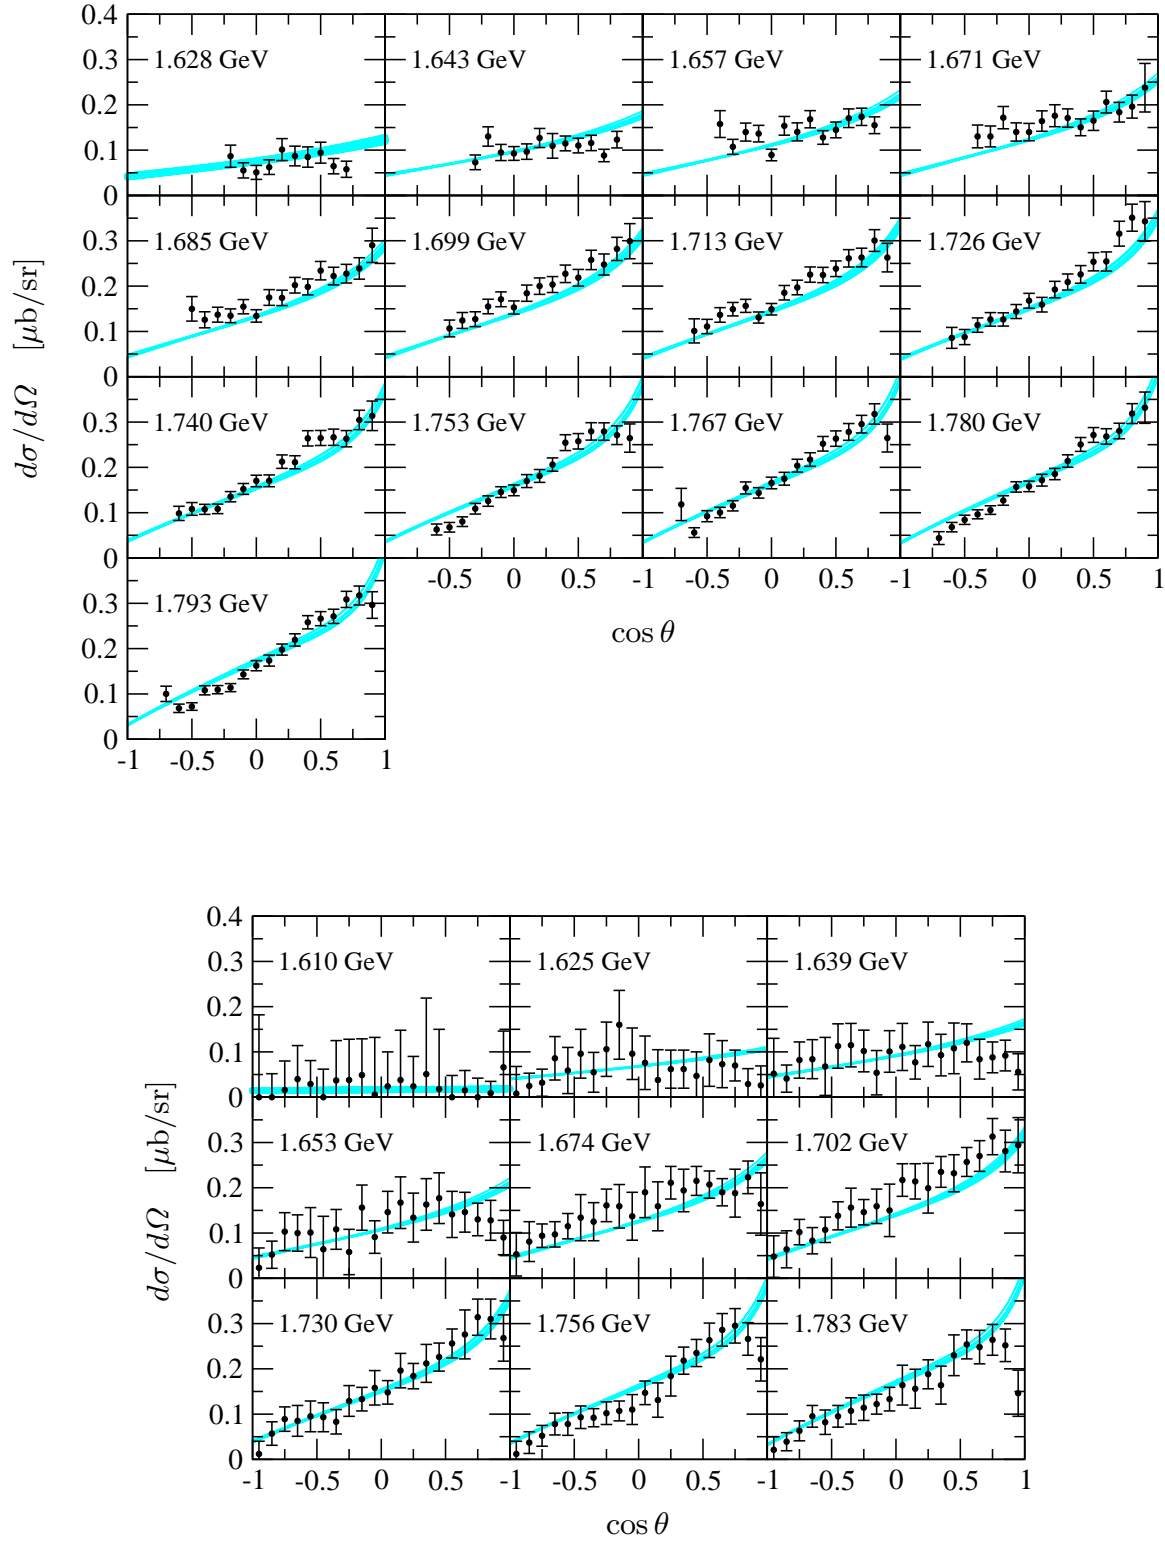 0.4
0.3
0.2
0.1
0
1.628 GeV
1.643 GeV
1.657 GeV
1.671 GeV
0.3
0.2
0.1
0
1.685 GeV
1.699 GeV
1.713 GeV
1.726 GeV
dσ/dΩ [μb/sr]
0.3
0.2
0.1
0
1.740 GeV
1.753 GeV
1.767 GeV
1.780 GeV
-0.5 0 0.5 -1 -0.5 0 0.5 -1 -0.5 0 0.5 1
cos θ
0.3
0.2
0.1
0
1.793 GeV
-1 -0.5 0 0.5 1
0.4
0.3
0.2
0.1
0
1.610 GeV
1.625 GeV
1.639 GeV
0.3
0.2
0.1
0
1.653 GeV
1.674 GeV
1.702 GeV
dσ/dΩ [μb/sr]
0.3
0.2
0.1
0
1.730 GeV
1.756 GeV
1.783 GeV
-1 -0.5 0 0.5 -1 -0.5 0 0.5 -1 -0.5 0 0.5 1
cos θ